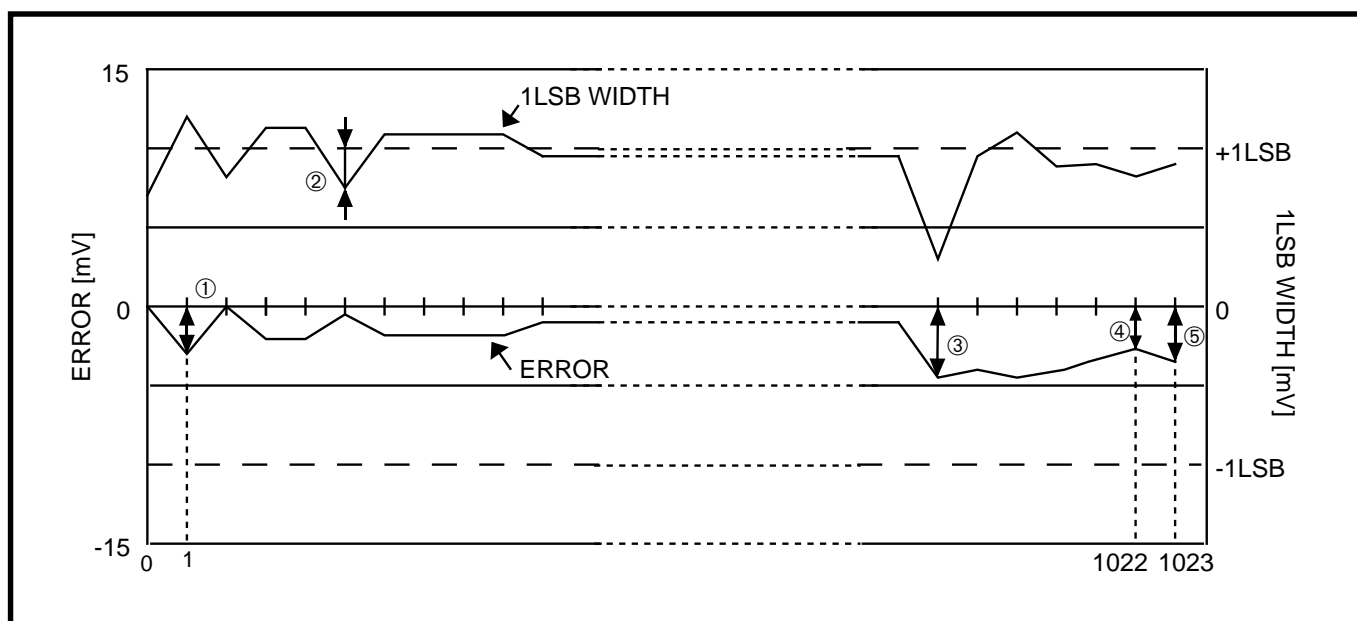 15
1LSB WIDTH
+1LSB
②
ERROR [mV]
1LSB WIDTH [mV]
①
0
0
③
④
⑤
ERROR
-1LSB
-15
0
1
1022
1023